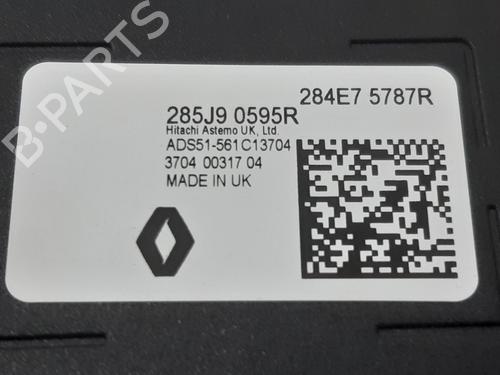 284E7 5787R
285J9 0595R
Hitachi Astemo UK, Ltd.
ADS51-561C13704
3704 00317 04
MADE IN UK
B-PARTS